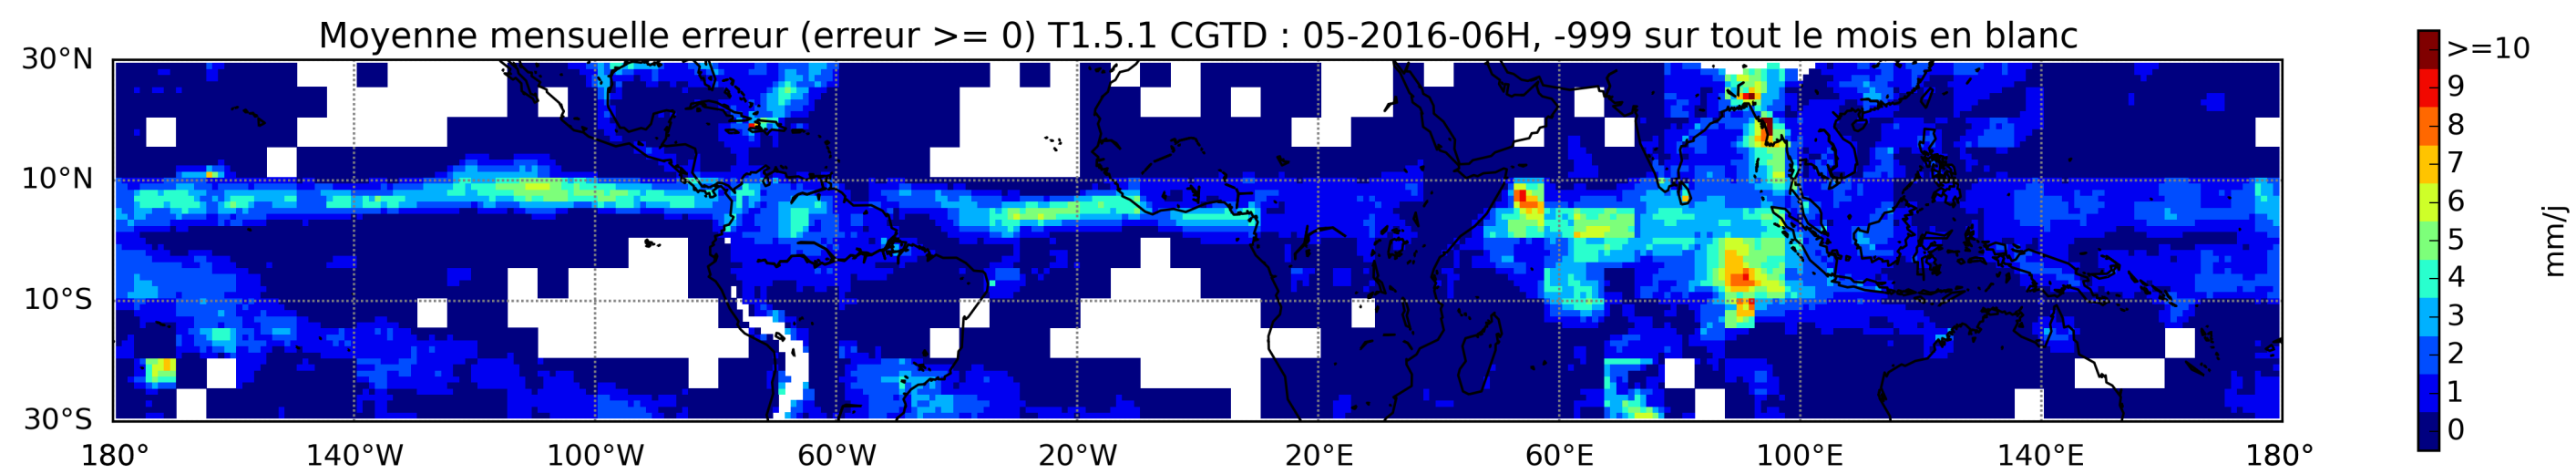 Moyenne mensuelle erreur (erreur >= 0) T1.5.1 CGTD : 05-2016-06H, -999 sur tout le mois en blanc
30°N
10°N
10°S
30°S
180° 140°W 100°W 60°W 20°W 20°E 60°E 100°E 140°E 180°
>=10
9
8
7
6
5
4
3
2
1
0
mm/j